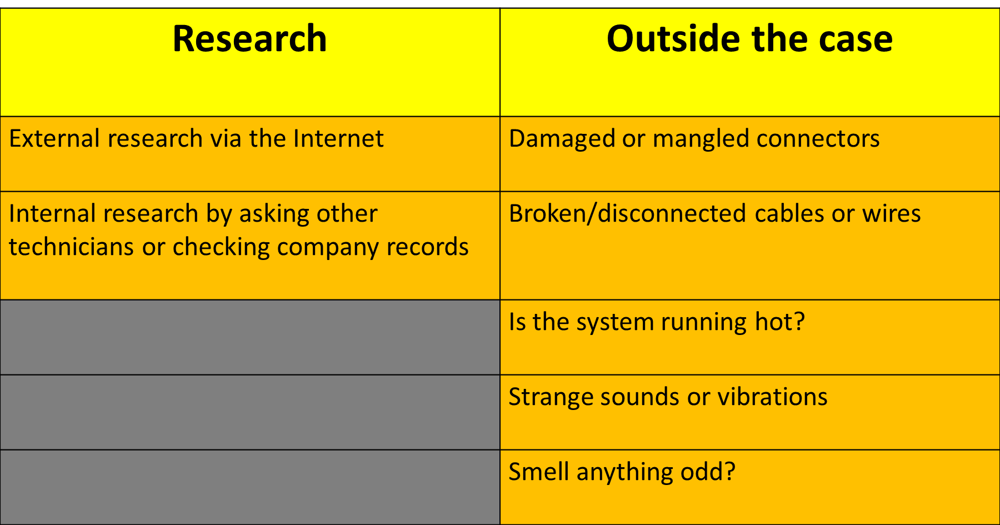 Research
Outside the case
External research via the Internet
Damaged or mangled connectors
Internal research by asking other
technicians or checking company records
Broken/disconnected cables or wires
Is the system running hot?
Strange sounds or vibrations
Smell anything odd?